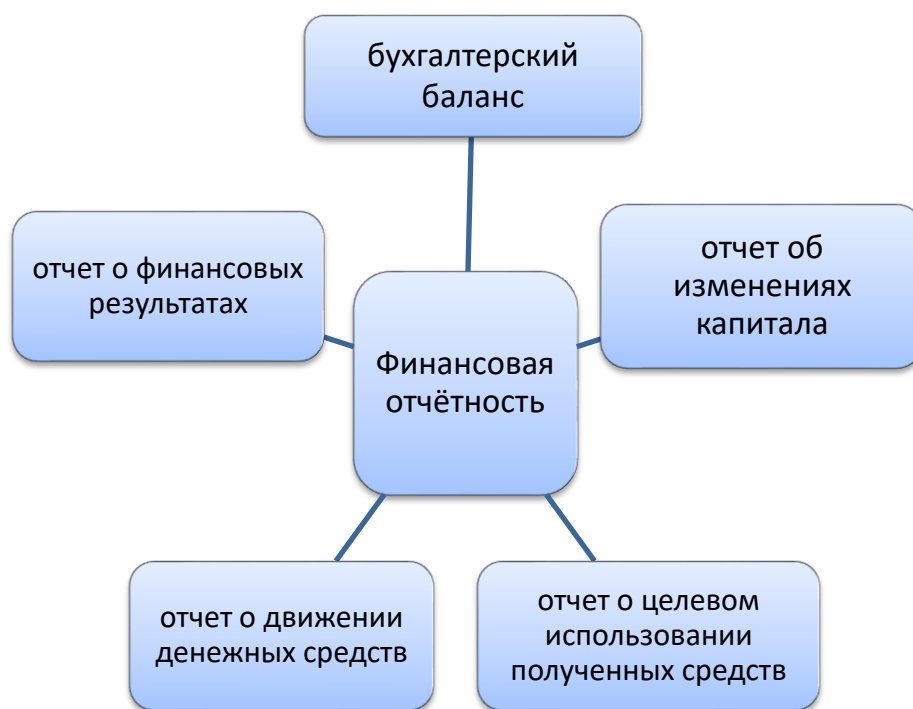 бухгалтерский
баланс
отчет о финансовых
результатах
отчет об
изменениях
капитала
Финансовая
отчётность
отчет о движении
денежных средств
отчет о целевом
использовании
полученных средств